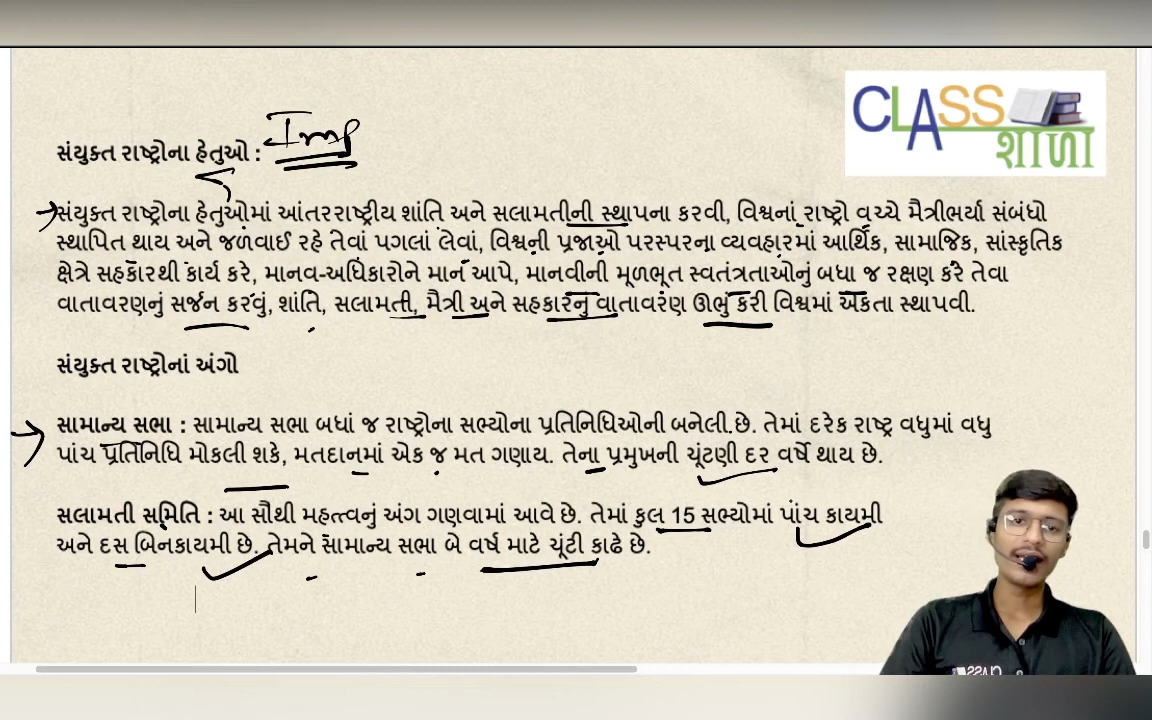 CLASS
શાળા
સંયુક્ત રાષ્ટ્રોના હેતુઓ : Imp
સંયુક્ત રાષ્ટ્રોના હેતુઓમાં આંતરરાષ્ટ્રીય શાંતિ અને સલામતીની સ્થાપના કરવી, વિશ્વનાં રાષ્ટ્રો વચ્ચે મૈત્રીભર્યા સંબંધો
સ્થાપિત થાય અને જળવાઈ રહે તેવાં પગલાં લેવાં, વિશ્વની પ્રજાઓ પરસ્પરના વ્યવહારમાં આર્થિક, સામાજિક, સાંસ્કૃતિક
ક્ષેત્રે સહકારથી કાર્ય કરે, માનવ-અધિકારોને માન આપે, માનવીની મૂળભૂત સ્વતંત્રતાઓનું બધા જ રક્ષણ કરે તેવા
વાતાવરણનું સર્જન કરવું, શાંતિ, સલામતી, મૈત્રી અને સહકારનું વાતાવરણ ઊભું કરી વિશ્વમાં એકતા સ્થાપવી.
સંયુક્ત રાષ્ટ્રોનાં અંગો
સામાન્ય સભા : સામાન્ય સભા બધાં જ રાષ્ટ્રોના સભ્યોના પ્રતિનિધિઓની બનેલી છે. તેમાં દરેક રાષ્ટ્ર વધુમાં વધુ
પાંચ પ્રતિનિધિ મોકલી શકે, મતદાનમાં એક જ મત ગણાય. તેના પ્રમુખની ચૂંટણી દર વર્ષે થાય છે.
સલામતી સમિતિ : આ સૌથી મહત્ત્વનું અંગ ગણવામાં આવે છે. તેમાં કુલ 15 સભ્યોમાં પાંચ કાયમી
અને દસ બિનકાયમી છે. તેમને સામાન્ય સભા બે વર્ષ માટે ચૂંટી કાઢે છે.